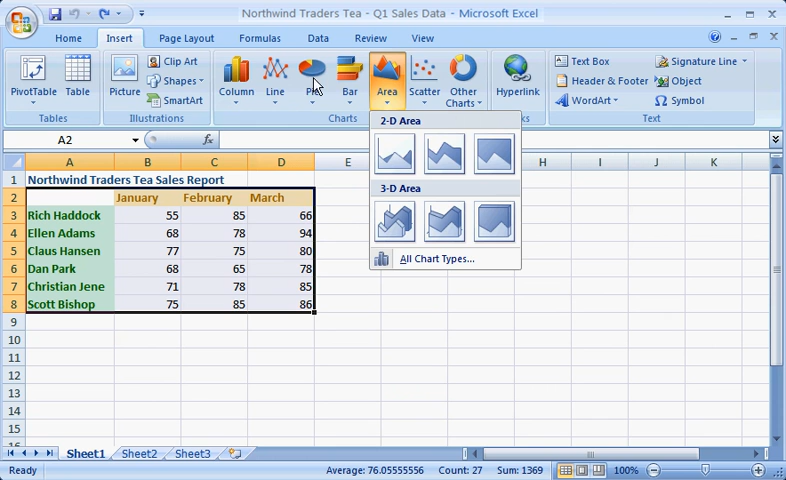 Northwind Traders Tea - Q1 Sales Data - Microsoft Excel
Home Insert Page Layout Formulas Data Review View
PivotTable Table Picture Clip Art Shapes SmartArt Column Line Bar Area Scatter Other Charts Hyperlink Text Box Header & Footer WordArt Signature Line Object Symbol
Tables Illustrations Charts Text
2-D Area
3-D Area
All Chart Types...
A2 fx
A B C D E H I J K
1 Northwind Traders Tea Sales Report
2 January February March
3 Rich Haddock 55 85 66
4 Ellen Adams 68 78 94
5 Claus Hansen 77 75 80
6 Dan Park 68 65 78
7 Christian Jene 71 78 85
8 Scott Bishop 75 85 86
9
10
11
12
13
14
15
Sheet1 Sheet2 Sheet3
Ready Average: 76.05555556 Count: 27 Sum: 1369 100%